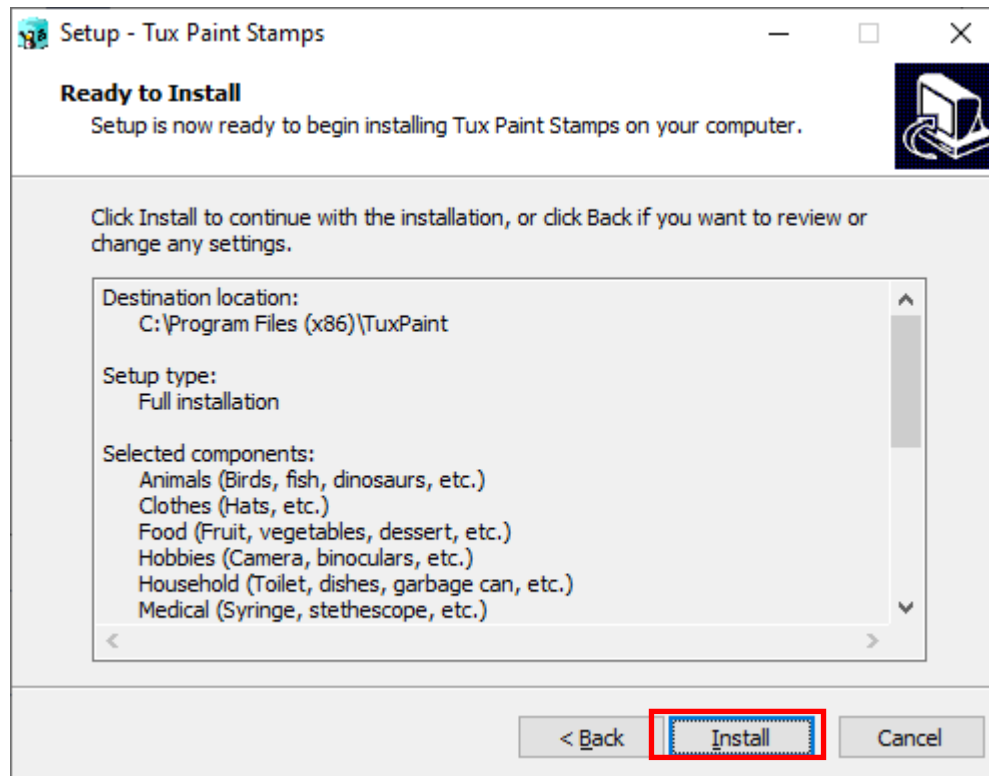 Setup - Tux Paint Stamps
Ready to Install
Setup is now ready to begin installing Tux Paint Stamps on your computer.
Click Install to continue with the installation, or click Back if you want to review or
change any settings.
Destination location:
C:\Program Files (x86)\TuxPaint
Setup type:
Full installation
Selected components:
Animals (Birds, fish, dinosaurs, etc.)
Clothes (Hats, etc.)
Food (Fruit, vegetables, dessert, etc.)
Hobbies (Camera, binoculars, etc.)
Household (Toilet, dishes, garbage can, etc.)
Medical (Syringe, stethescope, etc.)
< Back Install Cancel